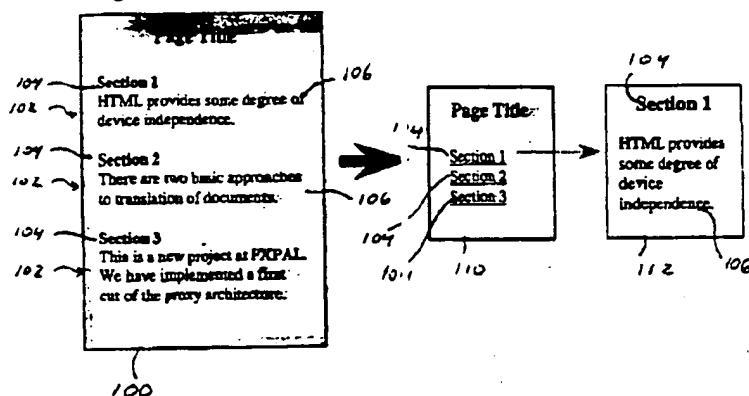 Page Title
104
Section 1
106
102
HTML provides some degree of
device independence.
104
Section 2
102
There are two basic approaches
to translation of documents.
106
104
Section 3
This is a new project at FXPAL.
102
We have implemented a first
cut of the proxy architecture.
100
Page Title
104
Section 1
Section 2
104
Section 3
104
110
104
Section 1
HTML provides
some degree of
device
independence.
112
106